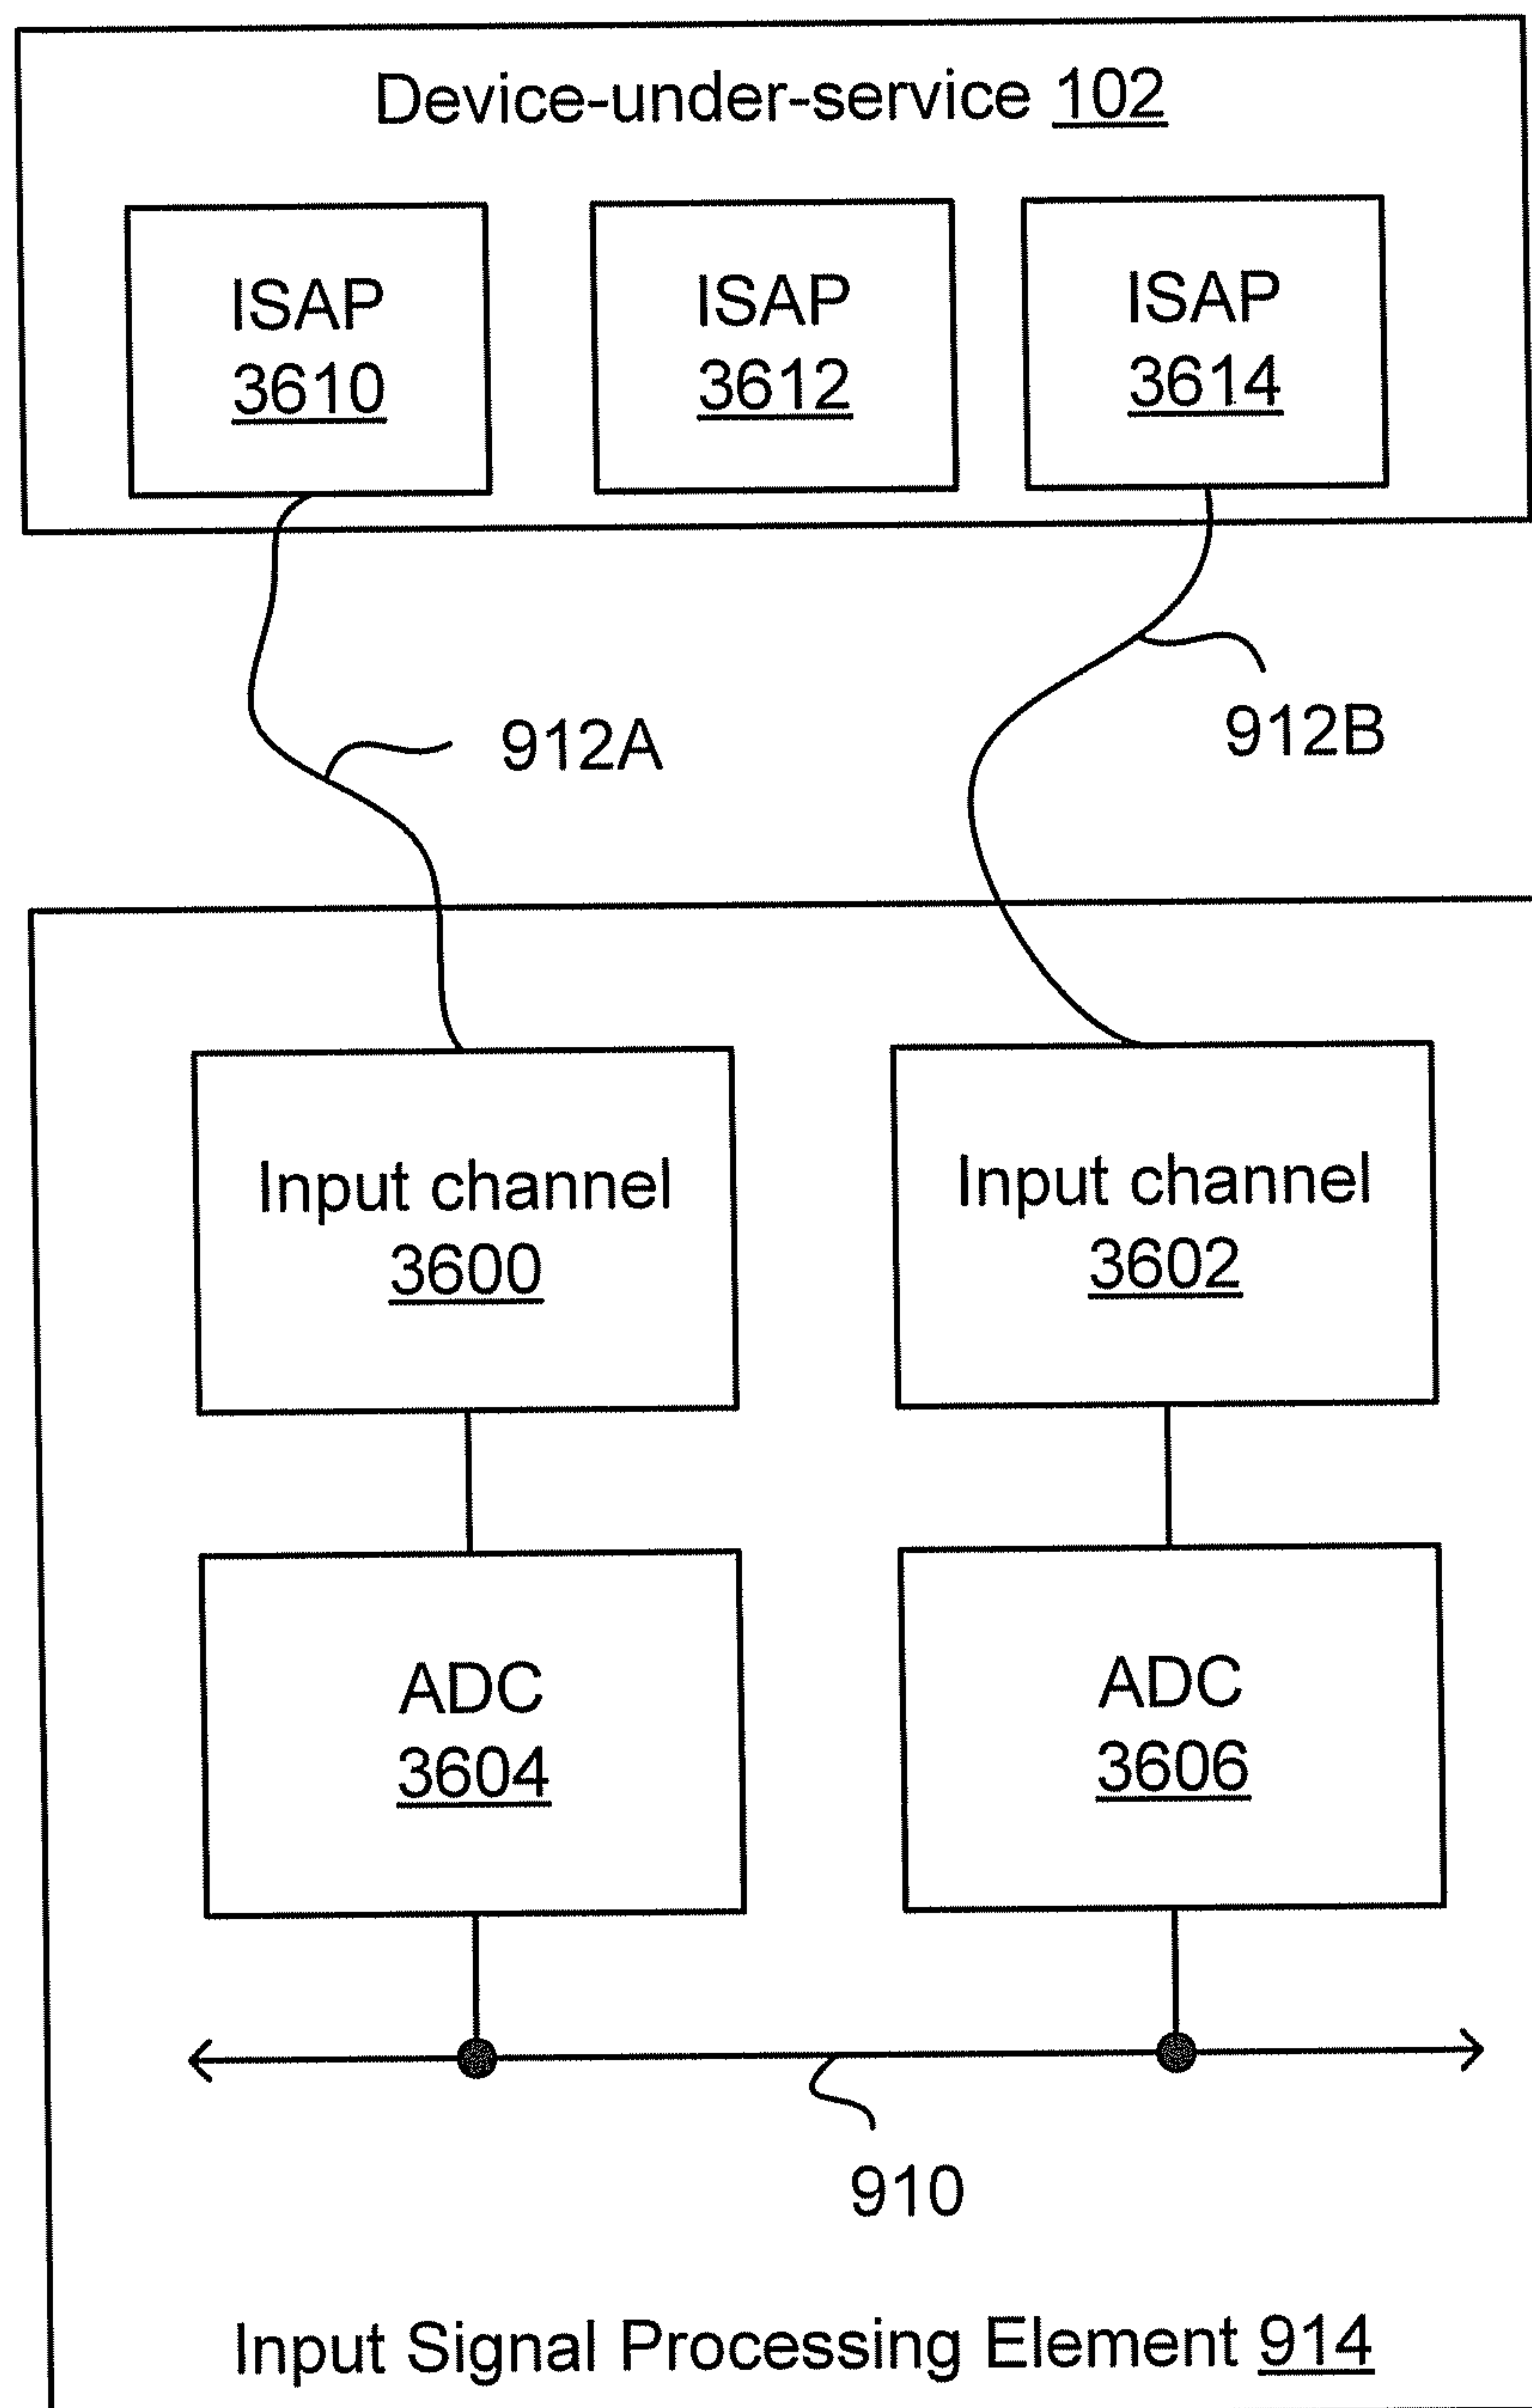 Device-under-service 102
ISAP
3610
ISAP
3612
ISAP
3614
912A
912B
Input channel
3600
Input channel
3602
ADC
3604
ADC
3606
910
Input Signal Processing Element 914